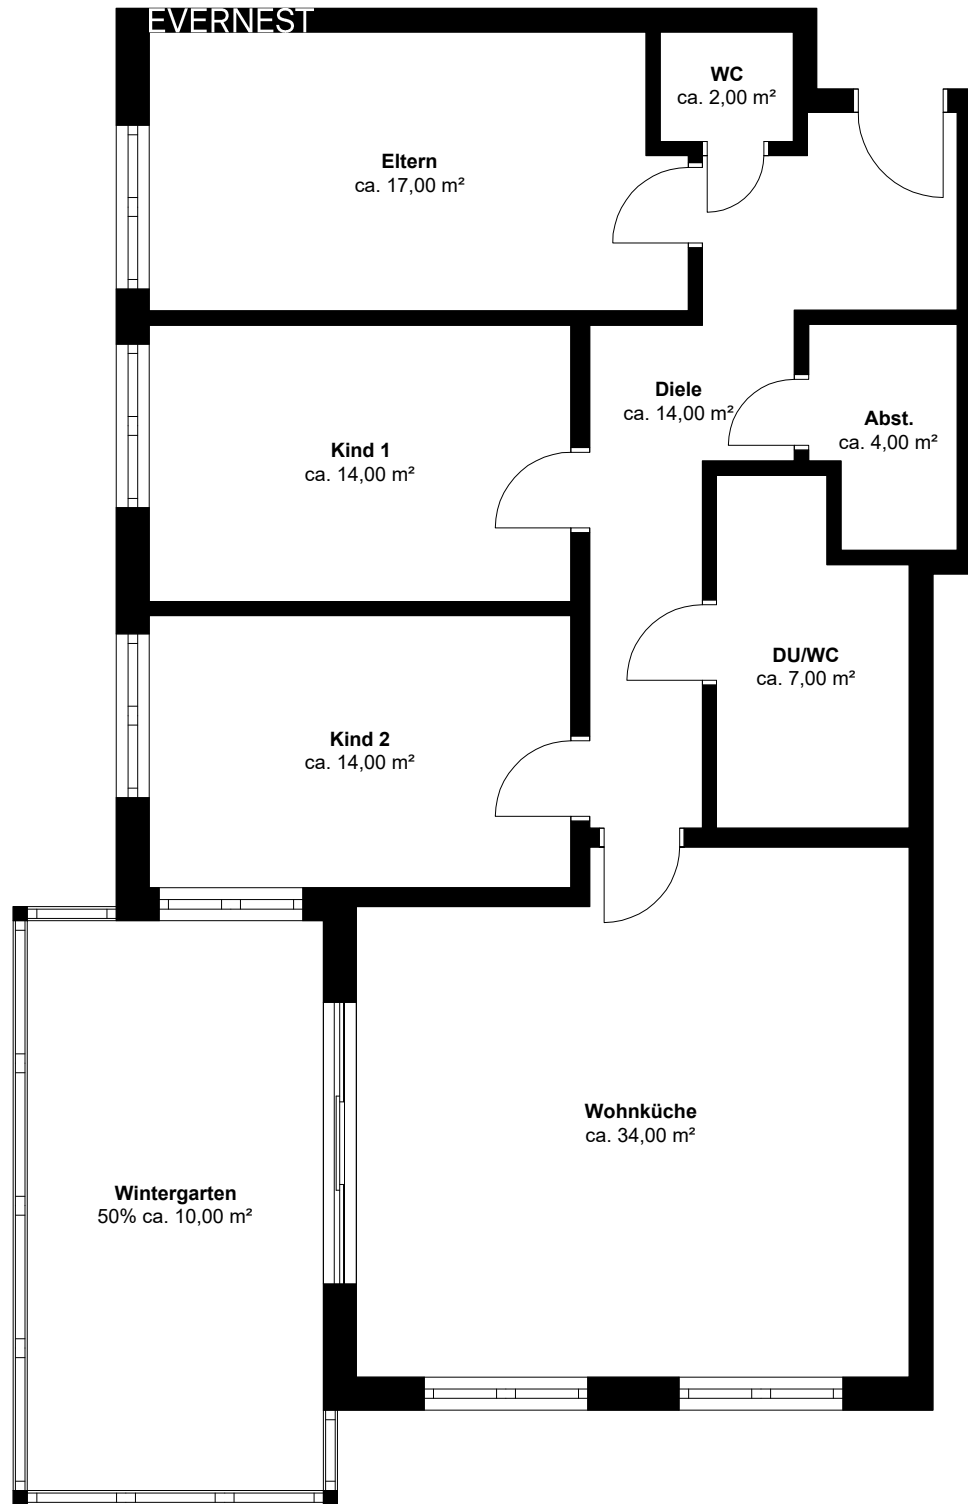 EVERNEST
WC
ca. 2,00 m²
Eltern
ca. 17,00 m²
Diele
ca. 14,00 m²
Abst.
ca. 4,00 m²
Kind 1
ca. 14,00 m²
DU/WC
ca. 7,00 m²
Kind 2
ca. 14,00 m²
Wohnküche
ca. 34,00 m²
Wintergarten
50% ca. 10,00 m²